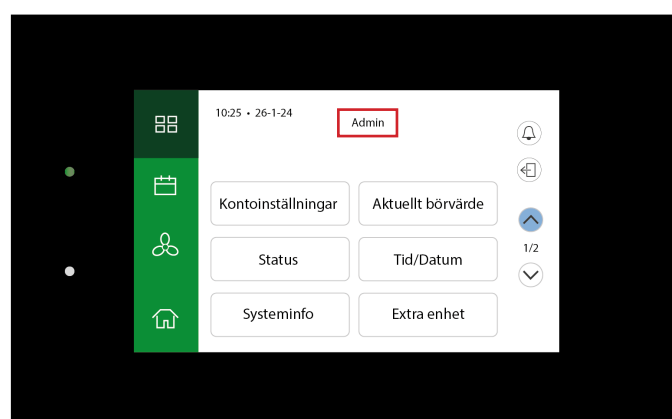 10:25 • 26-1-24
Admin
Kontoinställningar
Aktuellt börvärde
Status
Tid/Datum
1/2
Systeminfo
Extra enhet